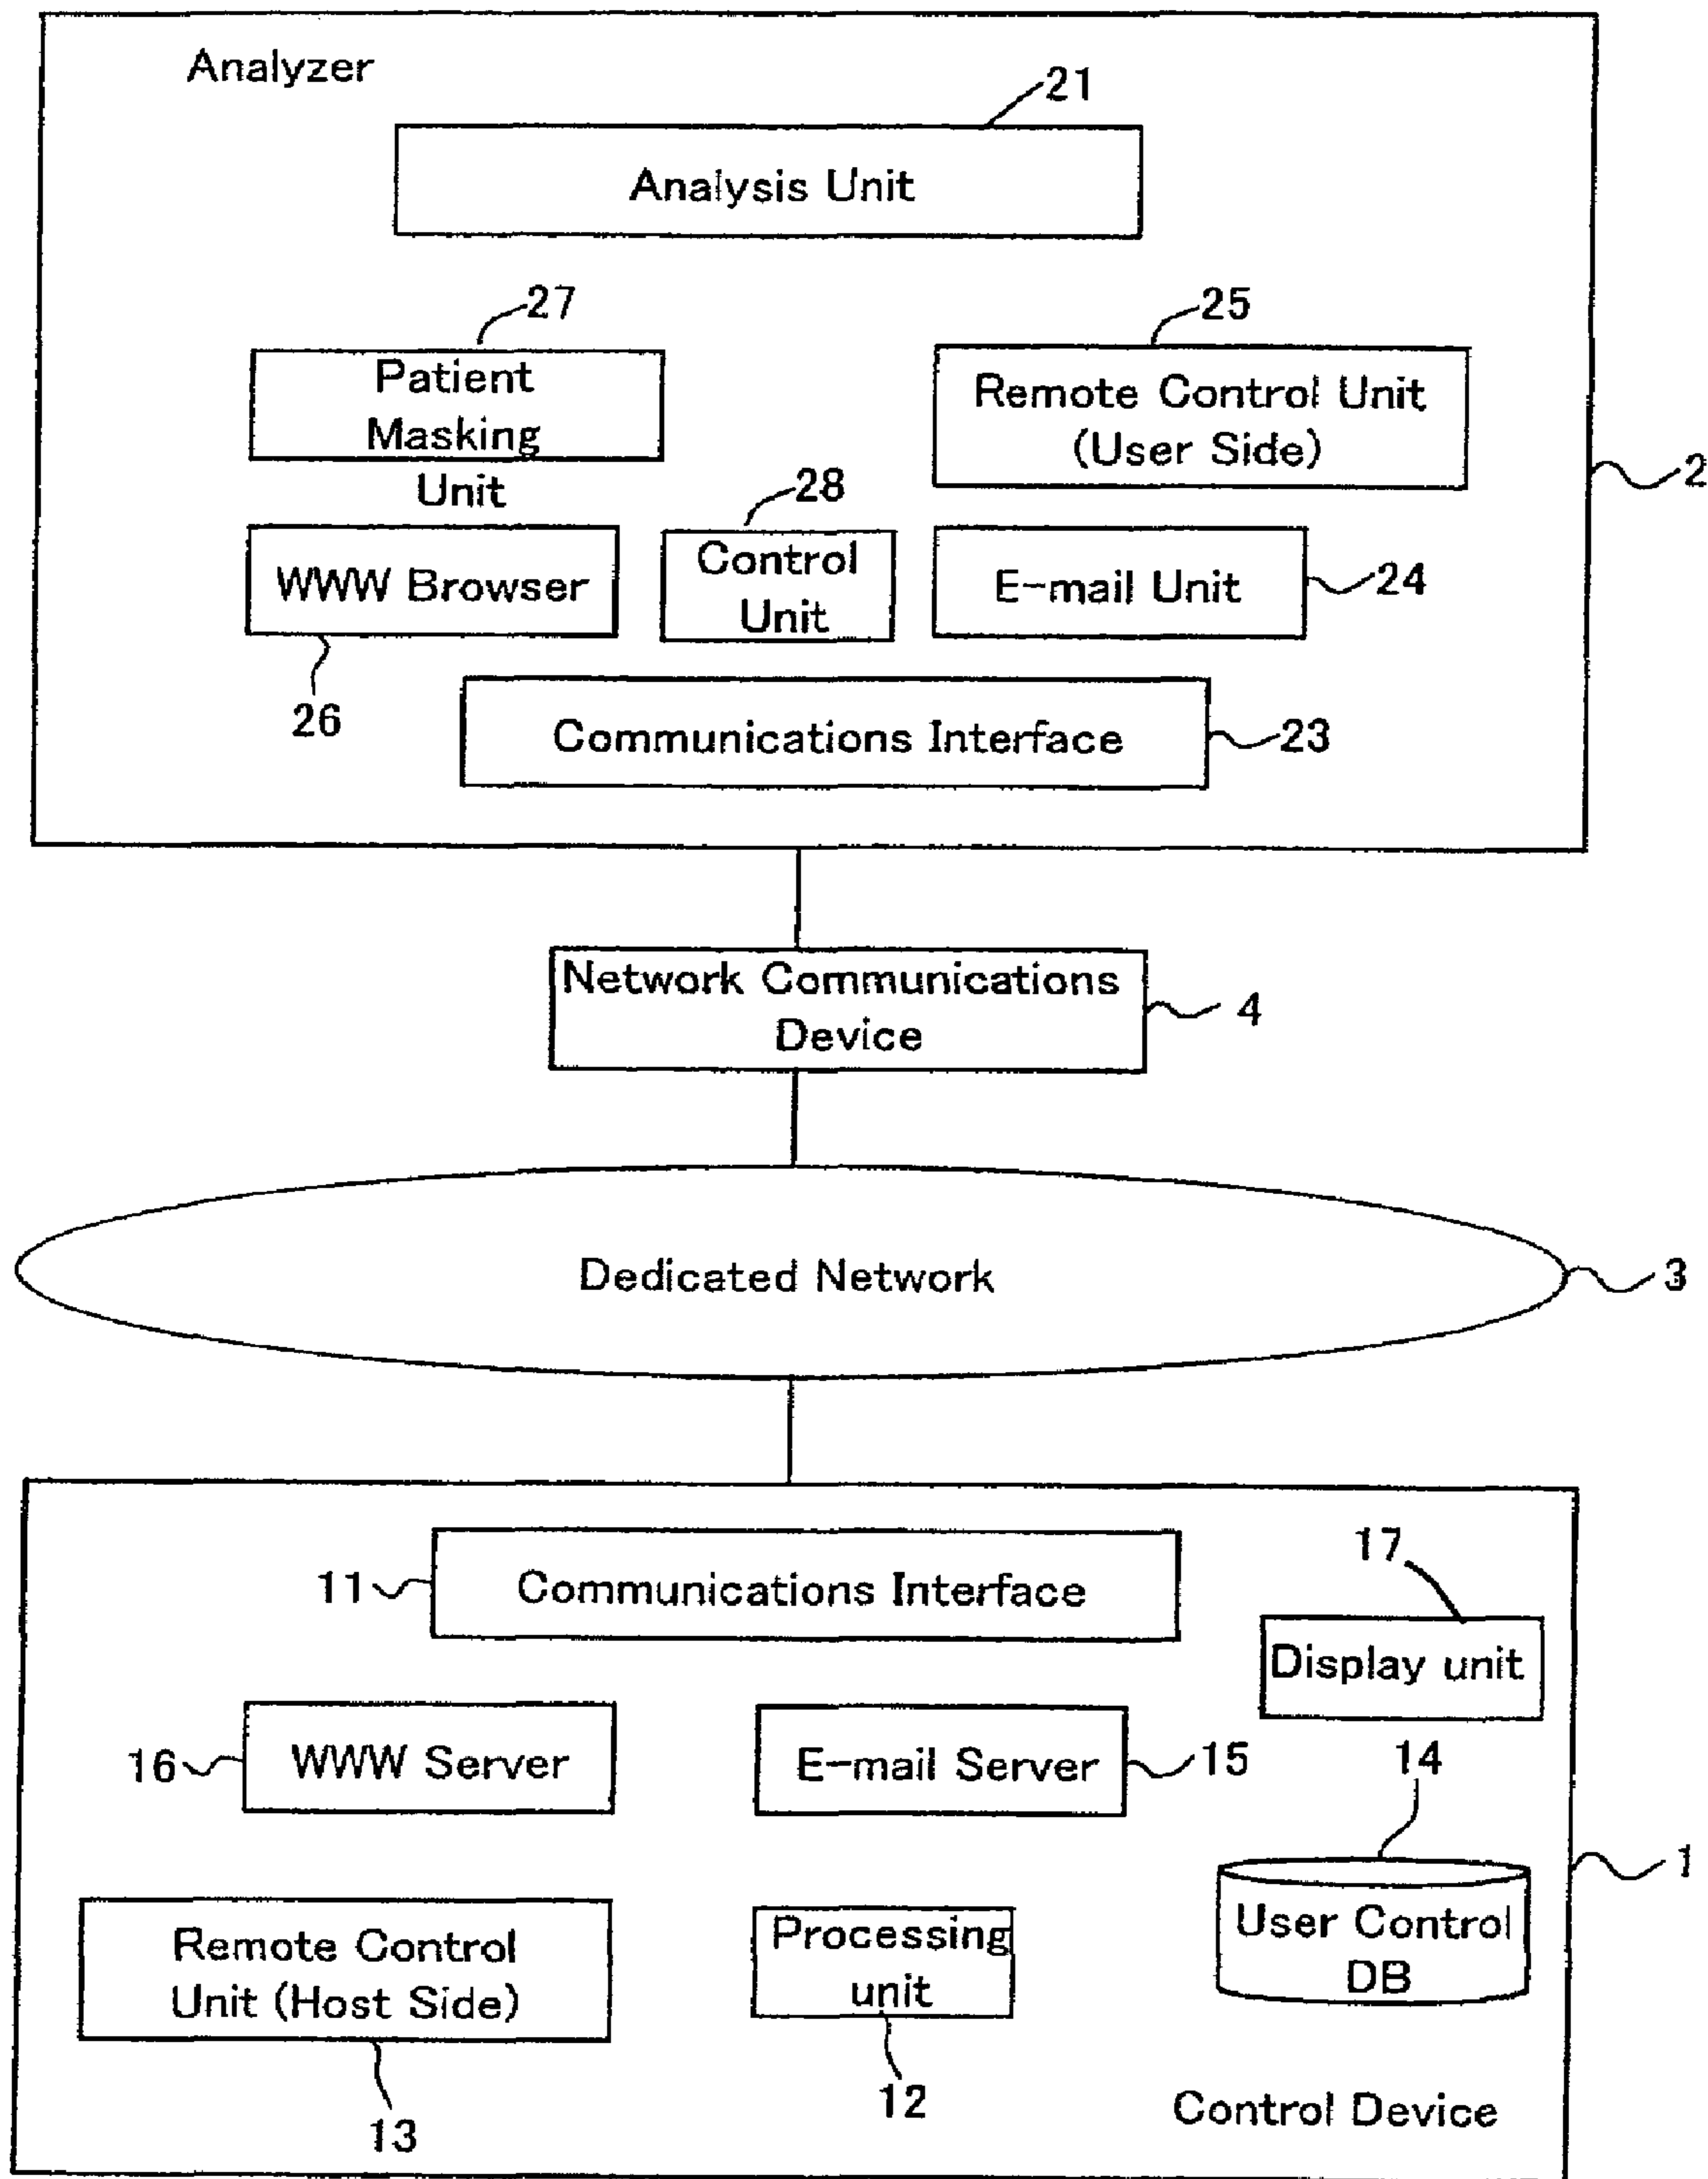 Analyzer
21
Analysis Unit
27
25
Patient
Masking
Unit
Remote Control Unit
(User Side)
2
28
WWW Browser
Control
Unit
E-mail Unit
24
26
Communications Interface
23
Network Communications
Device
4
Dedicated Network
3
11
Communications Interface
17
Display unit
16
WWW Server
E-mail Server
15
14
1
Remote Control
Unit (Host Side)
Processing
unit
User Control
DB
13
12
Control Device